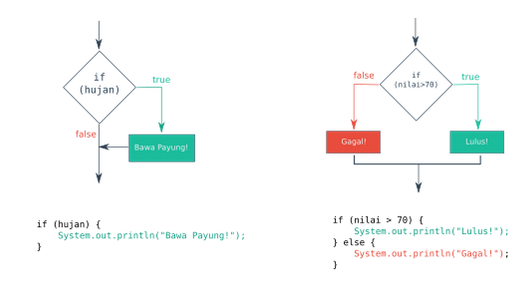 if
(hujan)
true
false
Bawa Payung!
if (hujan) {
System.out.println("Bawa Payung!");
}
if
(nilai>70)
false
true
Gagal!
Lulus!
if (nilai > 70) {
System.out.println("Lulus!");
} else {
System.out.println("Gagal!");
}